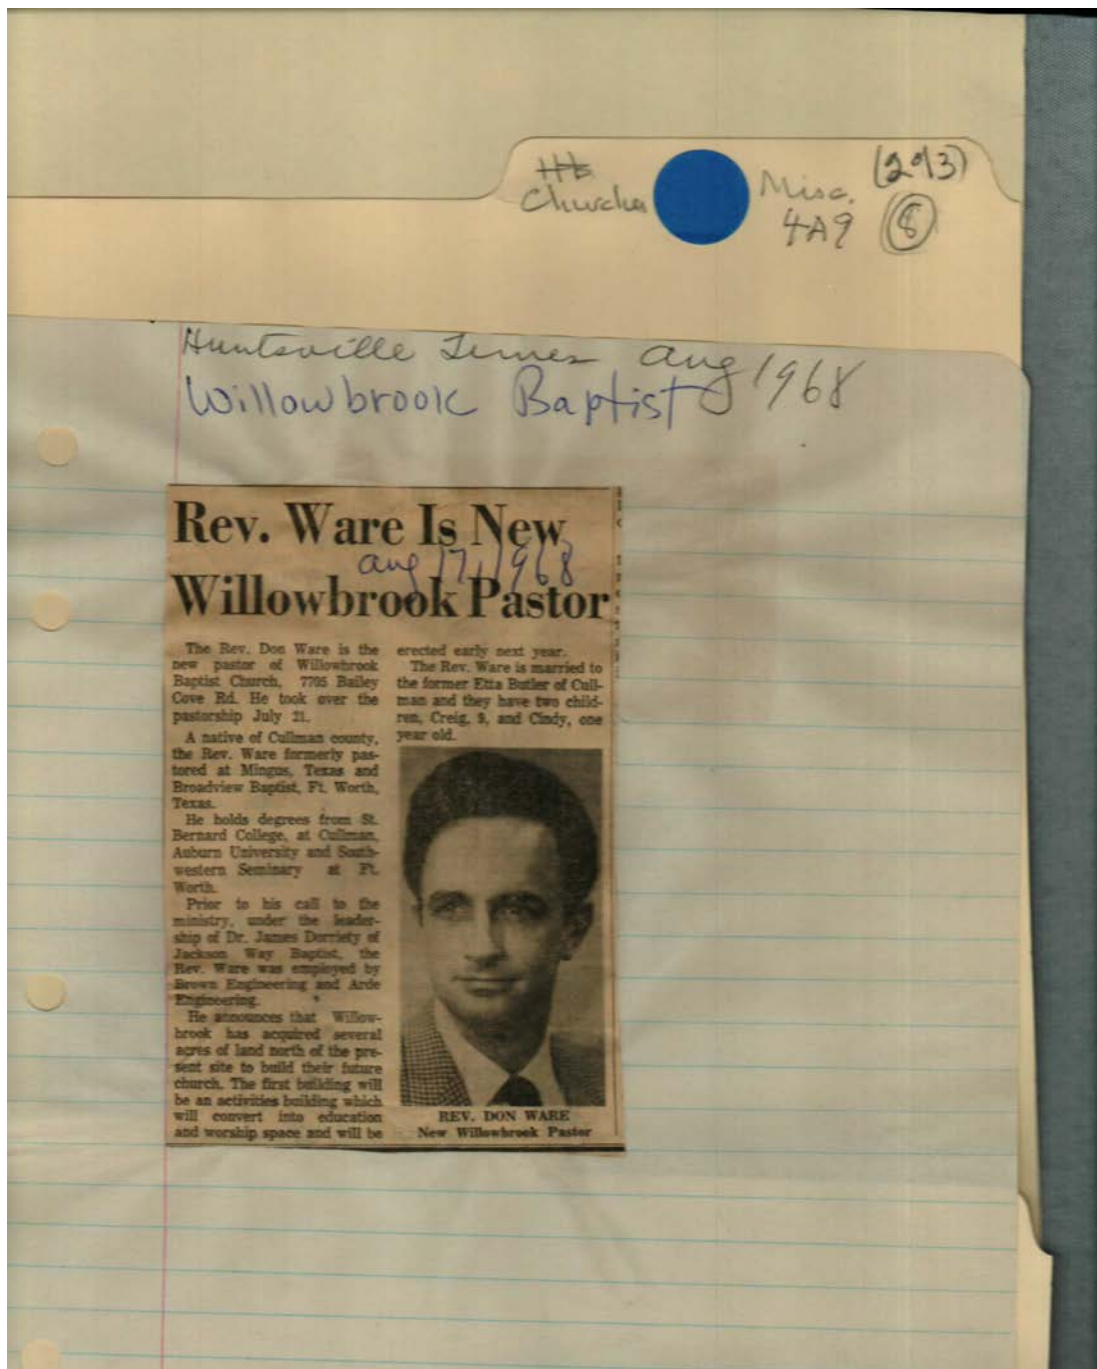 Churches
Misc.
4A9
(2 of 3)
8
Huntsville Times Aug 1968
Willowbrook Baptist
Rev. Ware Is New
Aug 17, 1968
Willowbrook Pastor
The Rev. Don Ware is the
new pastor of Willowbrook
Baptist Church, 7705 Bailey
Cove Rd. He took over the
pastorship July 21.
A native of Cullman county,
the Rev. Ware formerly pas-
tored at Mingus, Texas and
Broadview Baptist, Ft. Worth,
Texas.
He holds degrees from St.
Bernard College, at Cullman,
Auburn University and South-
western Seminary at Ft.
Worth.
Prior to his call to the
ministry, under the leader-
ship of Dr. James Dorriety of
Jackson Way Baptist, the
Rev. Ware was employed by
Brown Engineering and Arde
Engineering.
He announces that Willow-
brook has acquired several
acres of land north of the pre-
sent site to build their future
church. The first building will
be an activities building which
will convert into education
and worship space and will be
erected early next year.
The Rev. Ware is married to
the former Etta Butler of Cull-
man and they have two child-
ren, Creig, 9, and Cindy, one
year old.
REV. DON WARE
New Willowbrook Pastor